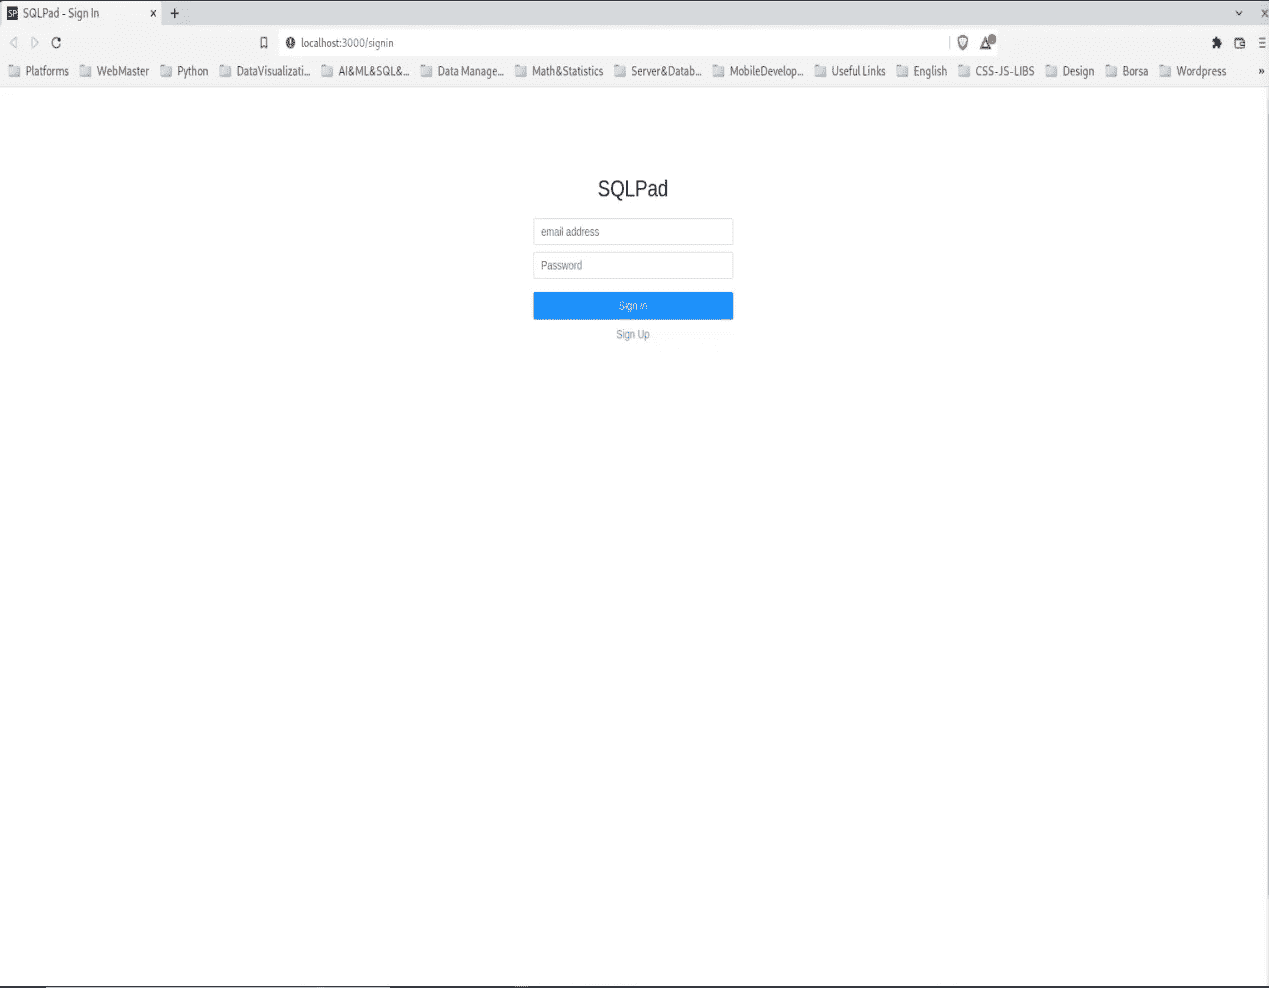 SP SQLPad - Sign In x +
localhost:3000/signin
Platforms WebMaster Python DataVisualizati... AI&ML&SQL&... Data Manage... Math&Statistics Server&Datab... MobileDevelop... Useful Links English CSS-JS-LIBS Design Borsa Wordpress »
SQLPad
email address
Password
Sign in
Sign Up